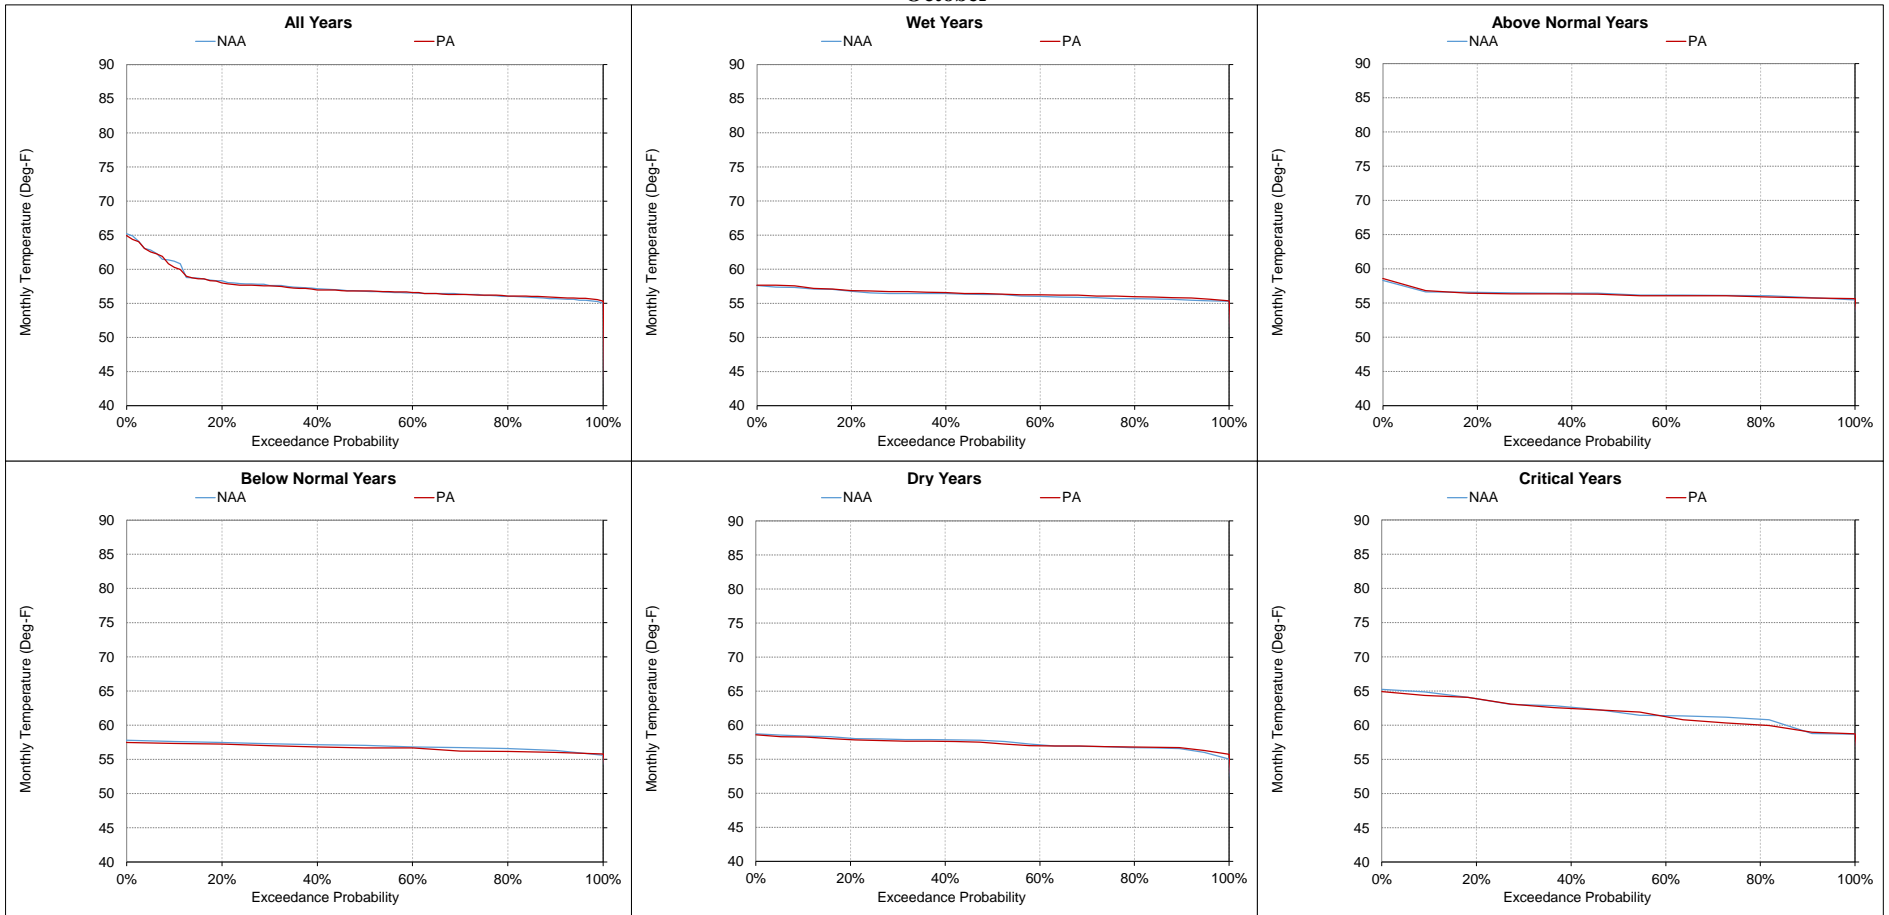 October
All Years
NAA PA
90
85
80
75
70
65
60
55
50
45
40
Monthly Temperature (Deg-F)
0% 20% 40% 60% 80% 100%
Exceedance Probability
Wet Years
NAA PA
90
85
80
75
70
65
60
55
50
45
40
Monthly Temperature (Deg-F)
0% 20% 40% 60% 80% 100%
Exceedance Probability
Above Normal Years
NAA PA
90
85
80
75
70
65
60
55
50
45
40
Monthly Temperature (Deg-F)
0% 20% 40% 60% 80% 100%
Exceedance Probability
Below Normal Years
NAA PA
90
85
80
75
70
65
60
55
50
45
40
Monthly Temperature (Deg-F)
0% 20% 40% 60% 80% 100%
Exceedance Probability
Dry Years
NAA PA
90
85
80
75
70
65
60
55
50
45
40
Monthly Temperature (Deg-F)
0% 20% 40% 60% 80% 100%
Exceedance Probability
Critical Years
NAA PA
90
85
80
75
70
65
60
55
50
45
40
Monthly Temperature (Deg-F)
0% 20% 40% 60% 80% 100%
Exceedance Probability